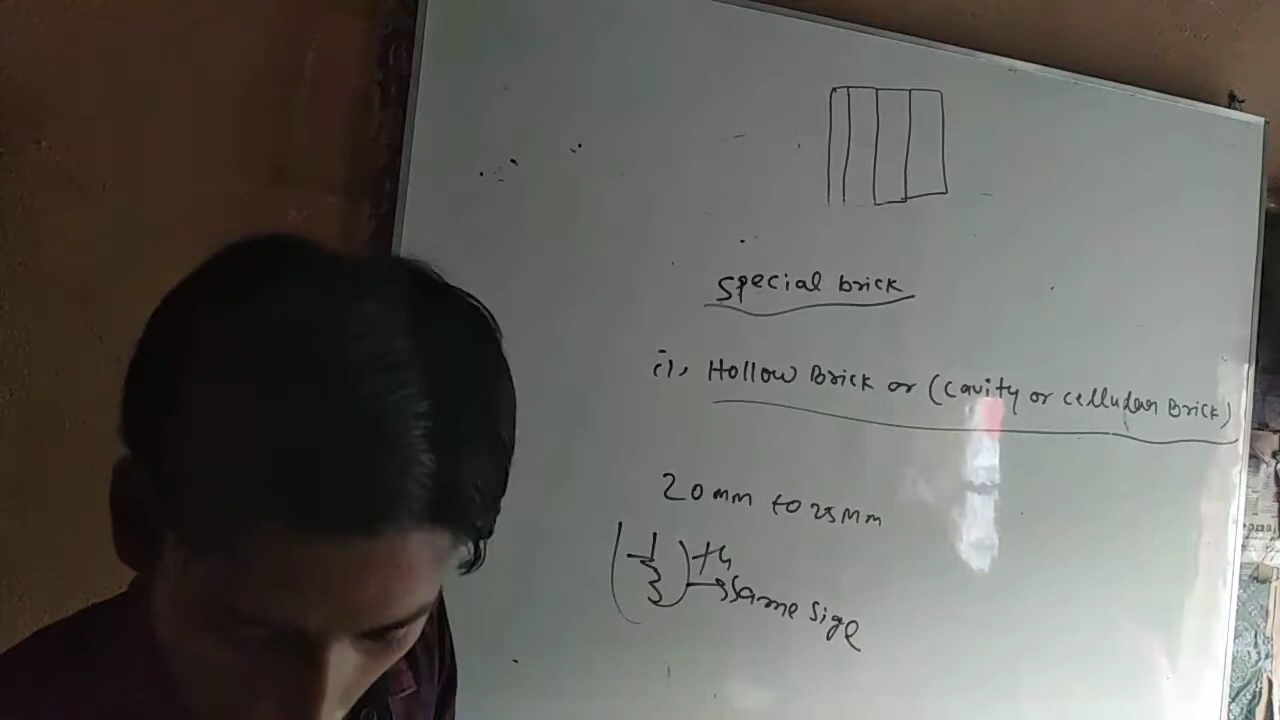 Special brick
i), Hollow Brick or (Cavity or cellular Brick)
20mm to 25Mm
(1/3)th → Same size